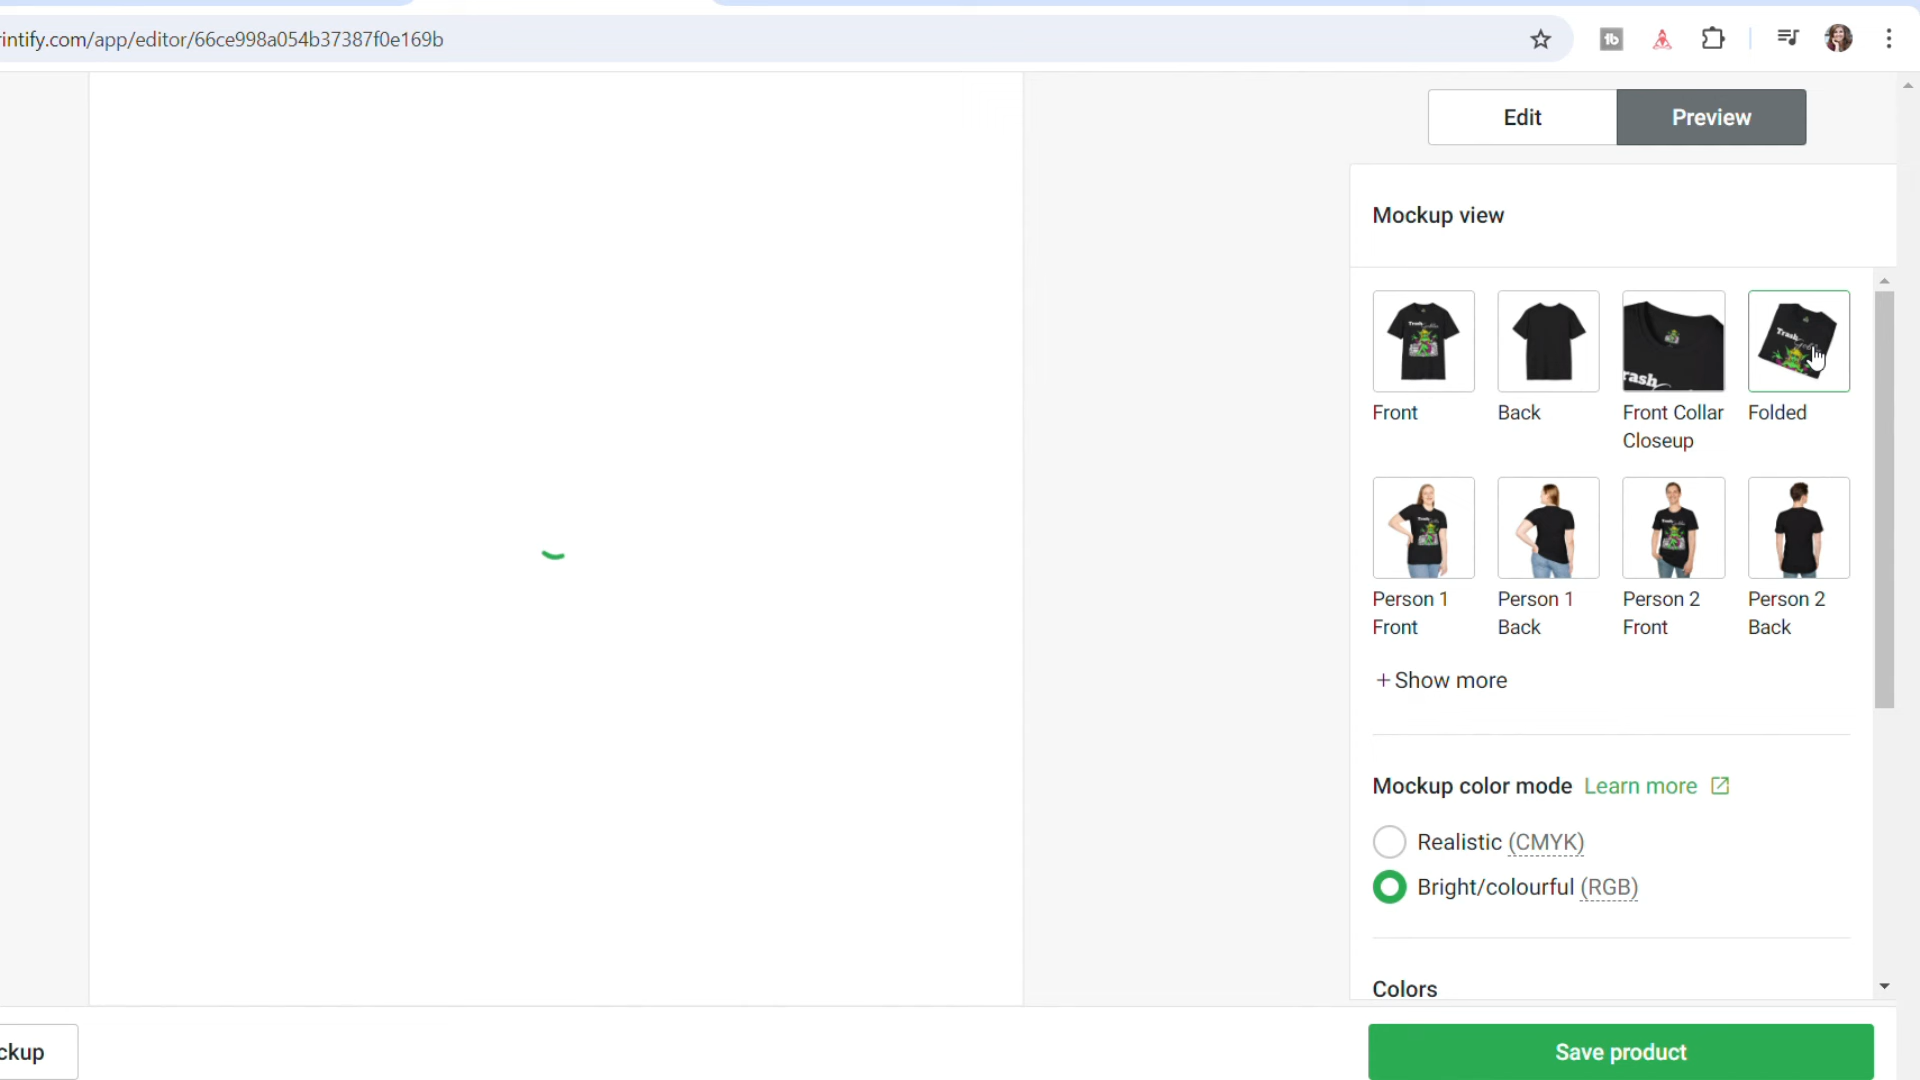 intify.com/app/editor/66ce998a054b37387f0e169b
Edit
Preview
Mockup view
Front
Back
Front Collar
Closeup
Folded
Person 1
Front
Person 1
Back
Person 2
Front
Person 2
Back
+ Show more
Mockup color mode Learn more
Realistic (CMYK)
Bright/colourful (RGB)
Colors
ckup
Save product